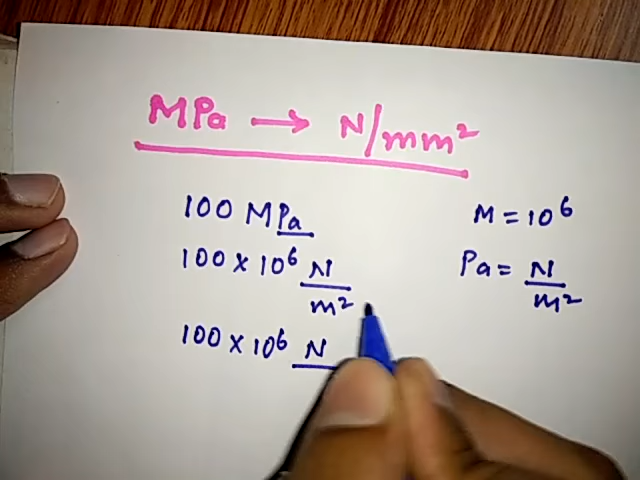 MPa → N/mm²
100 MPa
100 × 10⁶ N/m²
100 × 10⁶ N
M = 10⁶
Pa = N/m²